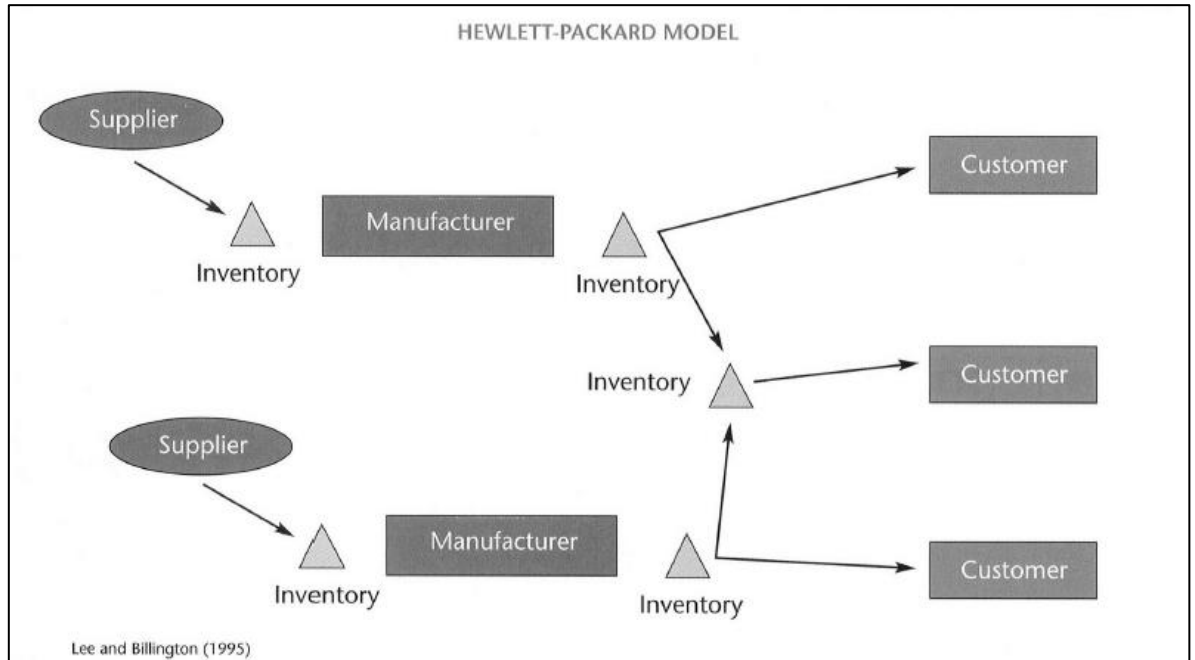 HEWLETT-PACKARD MODEL
Supplier
Customer
Manufacturer
Inventory
Inventory
Inventory
Customer
Supplier
Manufacturer
Inventory
Inventory
Customer
Lee and Billington (1995)